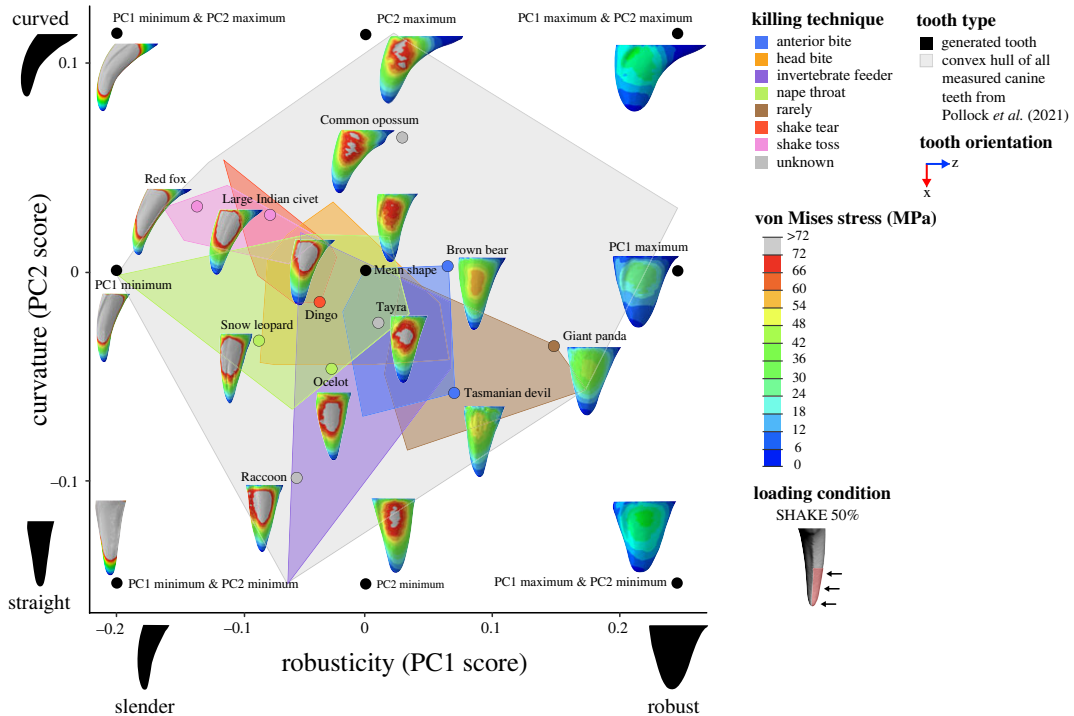 curved
PC1 minimum & PC2 maximum
PC2 maximum
PC1 maximum & PC2 maximum
0.1
Common opossum
Red fox
Large Indian civet
Brown bear
PC1 maximum
0
Mean shape
PC1 minimum
Dingo
Tayra
Snow leopard
Giant panda
Ocelot
Tasmanian devil
Raccoon
–0.1
curvature (PC2 score)
PC1 minimum & PC2 minimum
PC2 minimum
PC1 maximum & PC2 minimum
straight
–0.2
–0.1
0
0.1
0.2
robusticity (PC1 score)
slender
robust
killing technique
anterior bite
head bite
invertebrate feeder
nape throat
rarely
shake tear
shake toss
unknown
tooth type
generated tooth
convex hull of all
measured canine
teeth from
Pollock et al. (2021)
tooth orientation
z
x
von Mises stress (MPa)
>72
72
66
60
54
48
42
36
30
24
18
12
6
0
loading condition
SHAKE 50%